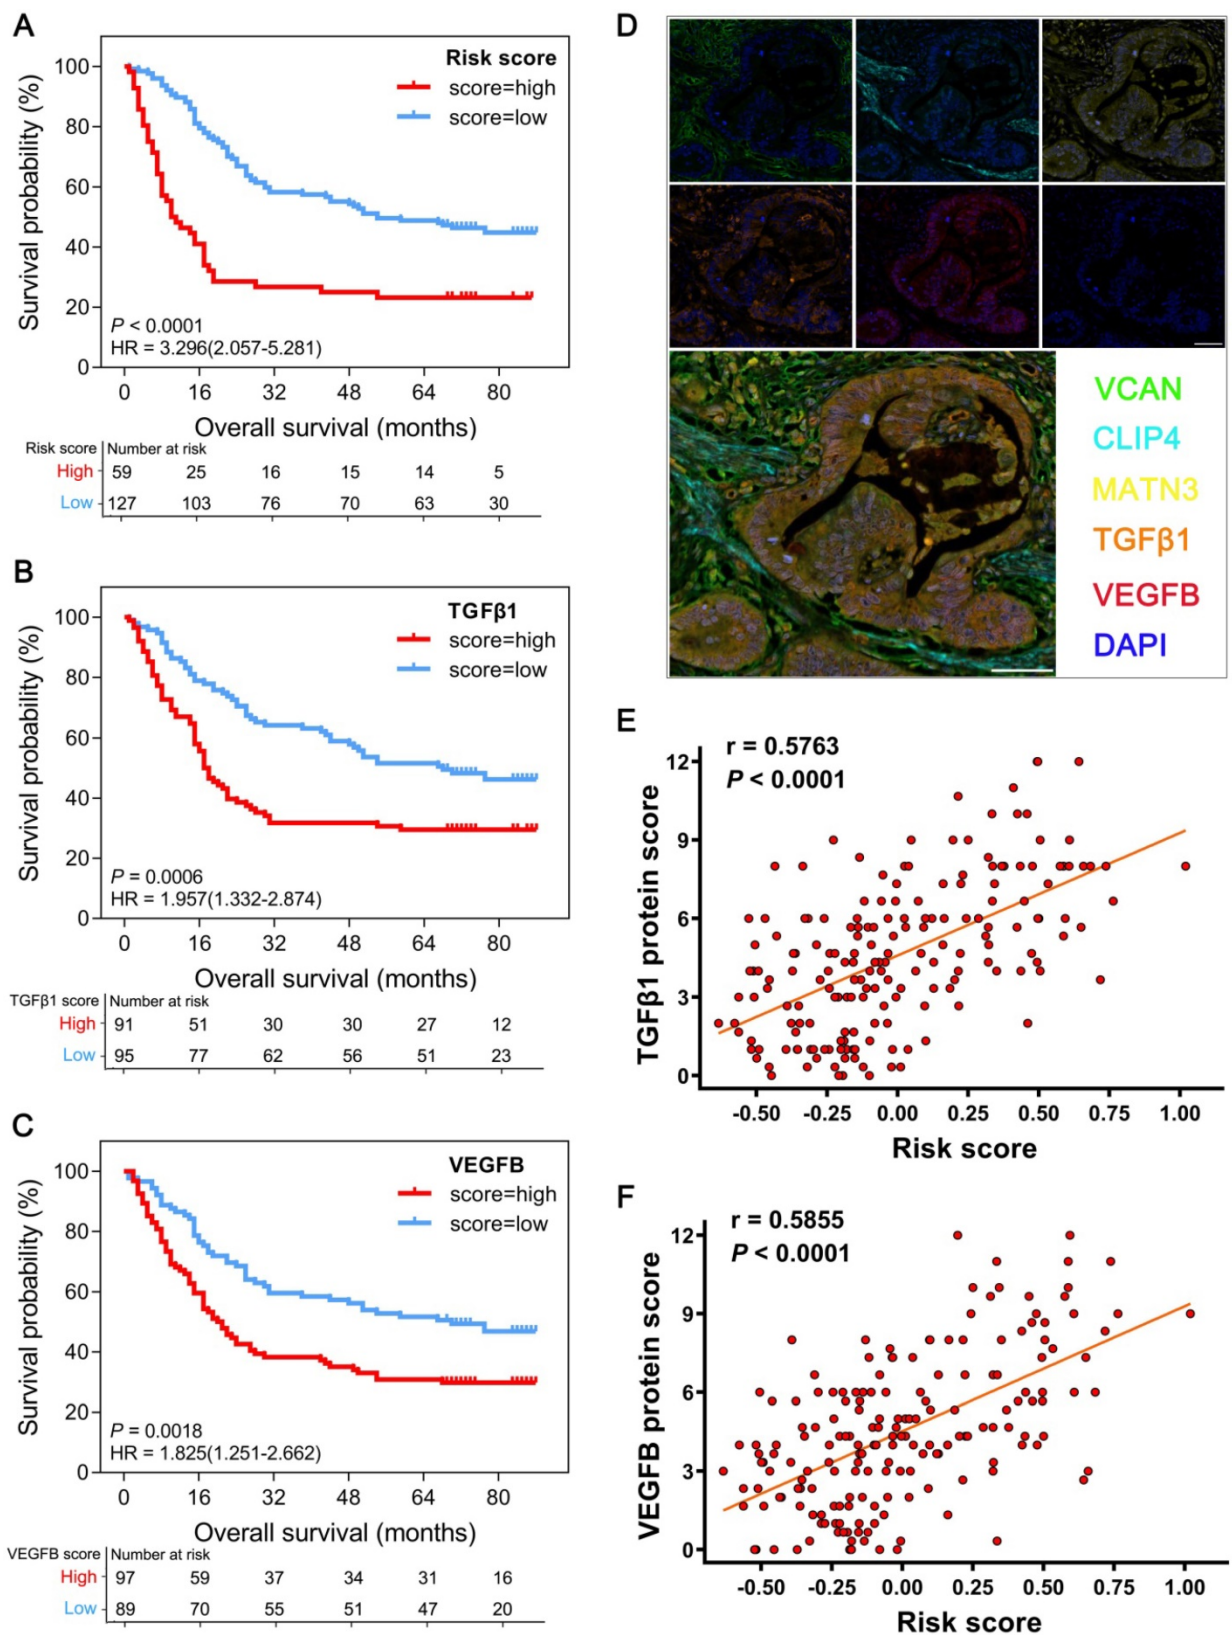 A
Survival probability (%)
100
80
60
40
20
0
Risk score
score=high
score=low
P < 0.0001
HR = 3.296(2.057-5.281)
0 16 32 48 64 80
Overall survival (months)
Risk score Number at risk
High 59 25 16 15 14 5
Low 127 103 76 70 63 30
B
Survival probability (%)
100
80
60
40
20
0
TGFβ1
score=high
score=low
P = 0.0006
HR = 1.957(1.332-2.874)
0 16 32 48 64 80
Overall survival (months)
TGFβ1 score Number at risk
High 91 51 30 30 27 12
Low 95 77 62 56 51 23
C
Survival probability (%)
100
80
60
40
20
0
VEGFB
score=high
score=low
P = 0.0018
HR = 1.825(1.251-2.662)
0 16 32 48 64 80
Overall survival (months)
VEGFB score Number at risk
High 97 59 37 34 31 16
Low 89 70 55 51 47 20
D
VCAN
CLIP4
MATN3
TGFβ1
VEGFB
DAPI
E
r = 0.5763
P < 0.0001
TGFβ1 protein score
12
9
6
3
0
-0.50 -0.25 0.00 0.25 0.50 0.75 1.00
Risk score
F
r = 0.5855
P < 0.0001
VEGFB protein score
12
9
6
3
0
-0.50 -0.25 0.00 0.25 0.50 0.75 1.00
Risk score